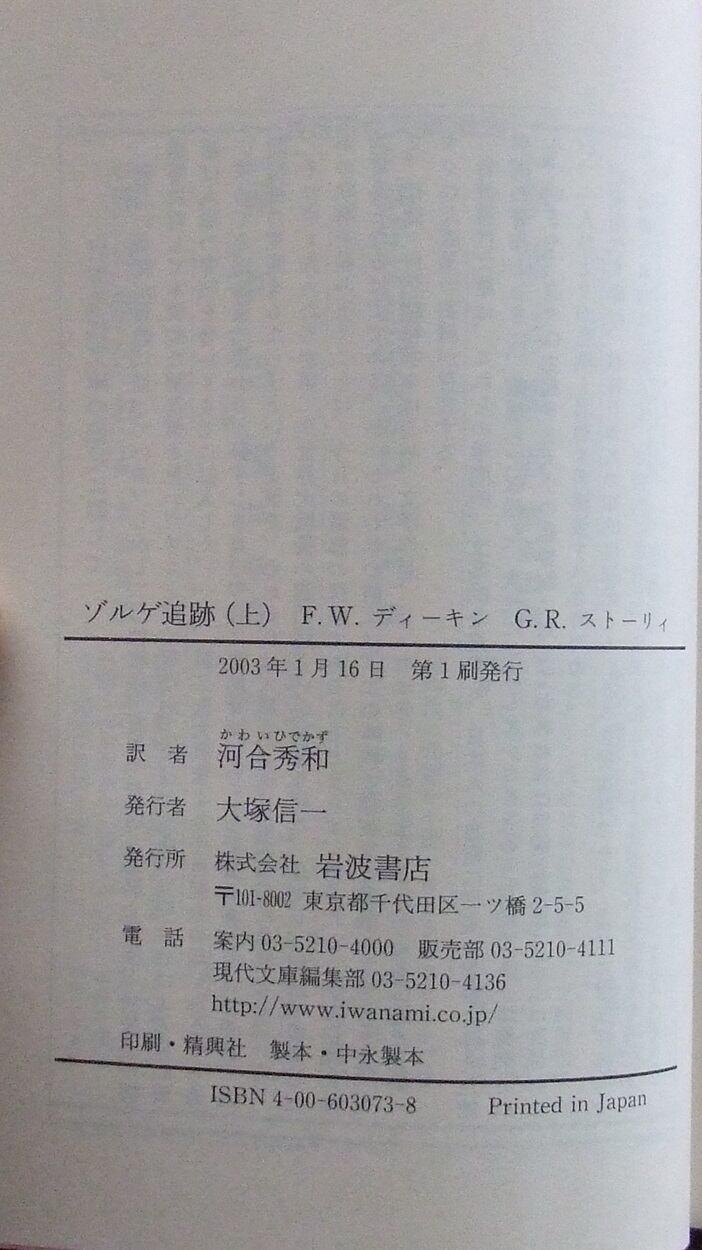 ゾルゲ追跡(上) F.W. ディーキン G.R. ストーリィ
2003年1月16日 第1刷発行
かわいひでかず
訳者 河合秀和
発行者 大塚信一
発行所 株式会社 岩波書店
〒101-8002 東京都千代田区一ツ橋 2-5-5
電話 案内 03-5210-4000 販売部 03-5210-4111
現代文庫編集部 03-5210-4136
http://www.iwanami.co.jp/
印刷・精興社 製本・中永製本
ISBN 4-00-603073-8 Printed in Japan